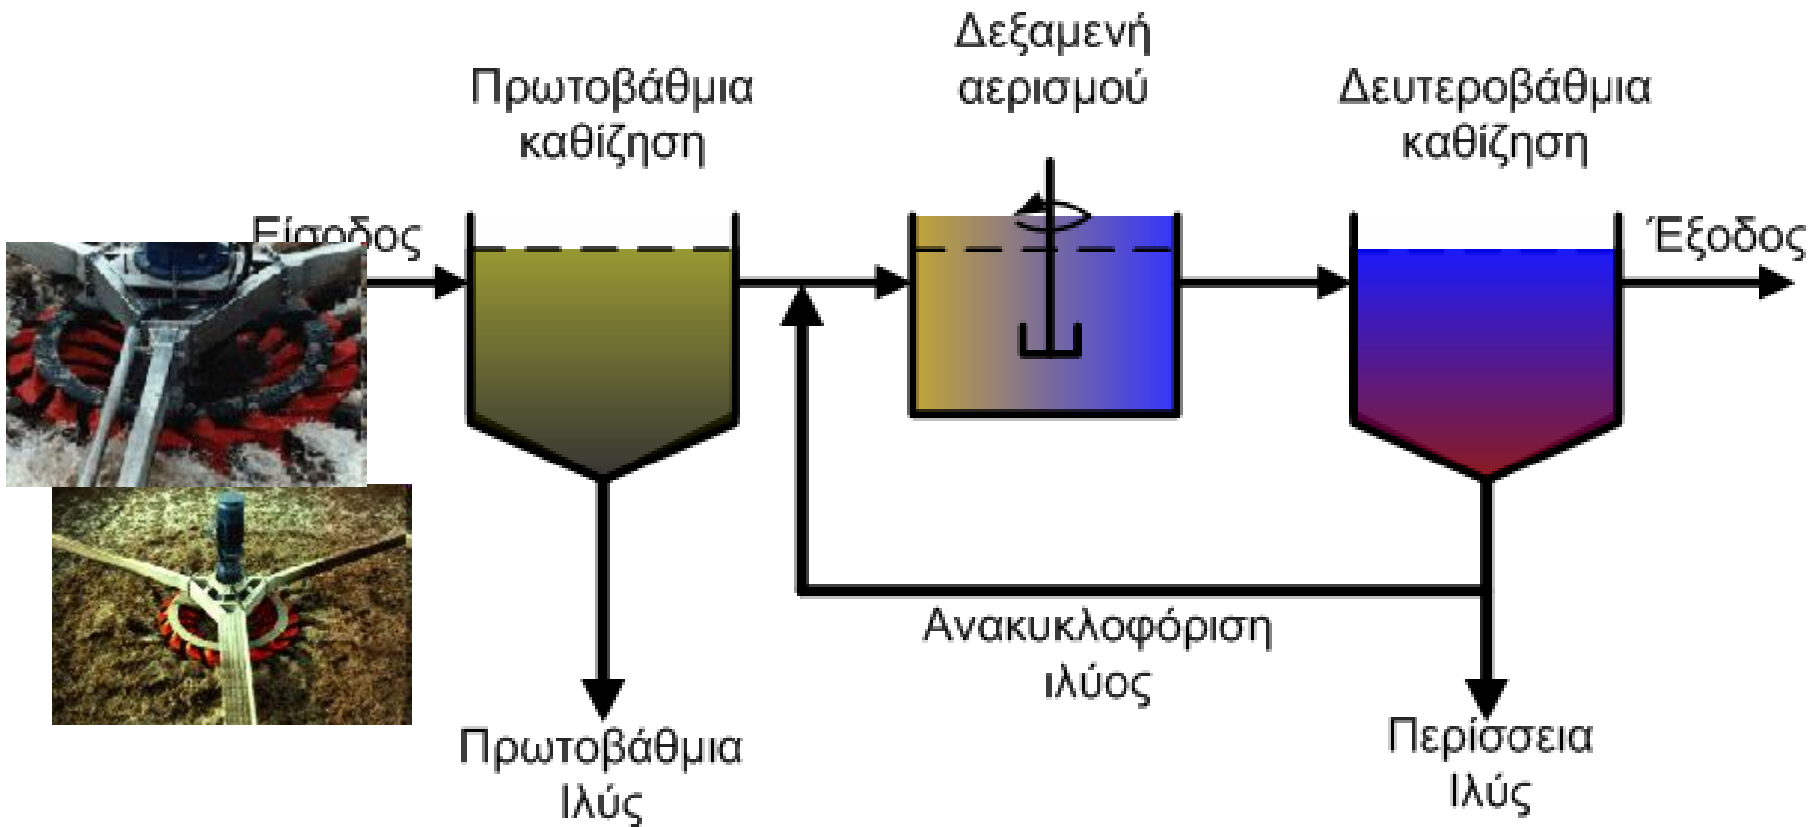 Δεξαμενή
αερισμού
Πρωτοβάθμια
καθίζηση
Δευτεροβάθμια
καθίζηση
Είσοδος
Έξοδος
Ανακυκλοφόριση
ιλύος
Πρωτοβάθμια
Ιλύς
Περίσσεια
Ιλύς